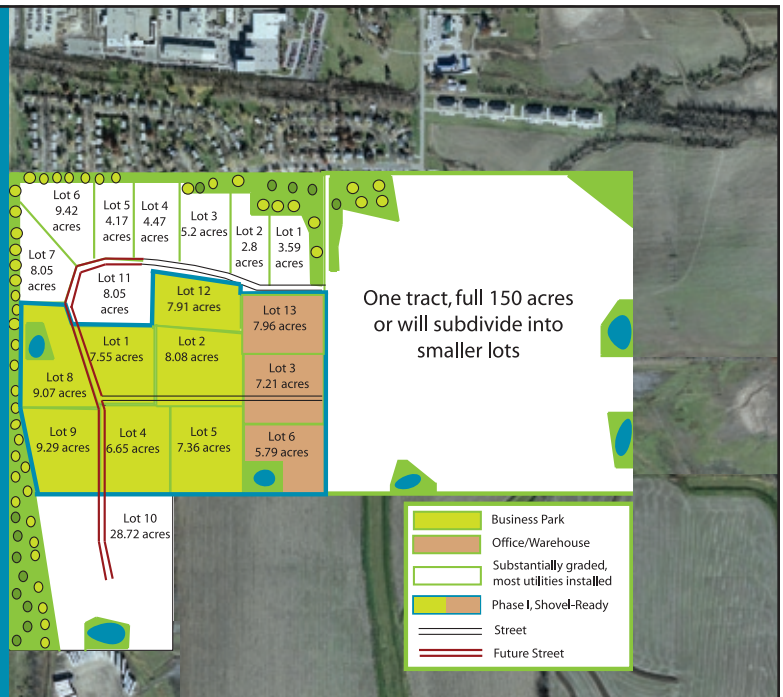 Lot 6
9.42
acres
Lot 5
4.17
acres
Lot 4
4.47
acres
Lot 3
5.2 acres
Lot 2
2.8
acres
Lot 1
3.59
acres
Lot 7
8.05
acres
Lot 11
8.05
acres
Lot 12
7.91 acres
Lot 13
7.96 acres
One tract, full 150 acres
or will subdivide into
smaller lots
Lot 1
7.55 acres
Lot 2
8.08 acres
Lot 3
7.21 acres
Lot 8
9.07 acres
Lot 9
9.29 acres
Lot 4
6.65 acres
Lot 5
7.36 acres
Lot 6
5.79 acres
Lot 10
28.72 acres
Business Park
Office/Warehouse
Substantially graded,
most utilities installed
Phase I, Shovel-Ready
Street
Future Street